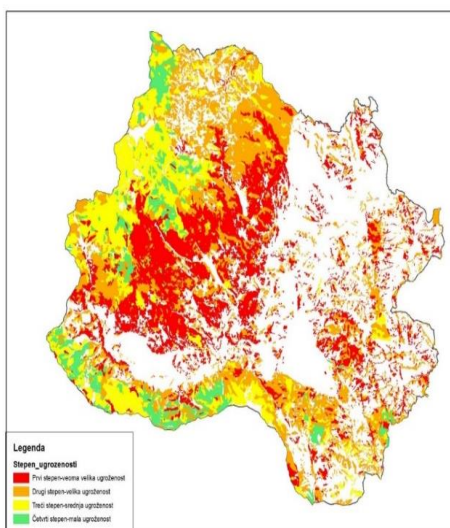 Legenda
Stepen_ugrozenosti
Prvi stepen-veoma velika ugroženost
Drugi stepen-velika ugroženost
Treći stepen-srednja ugroženost
Četvrti stepen-mala ugroženost